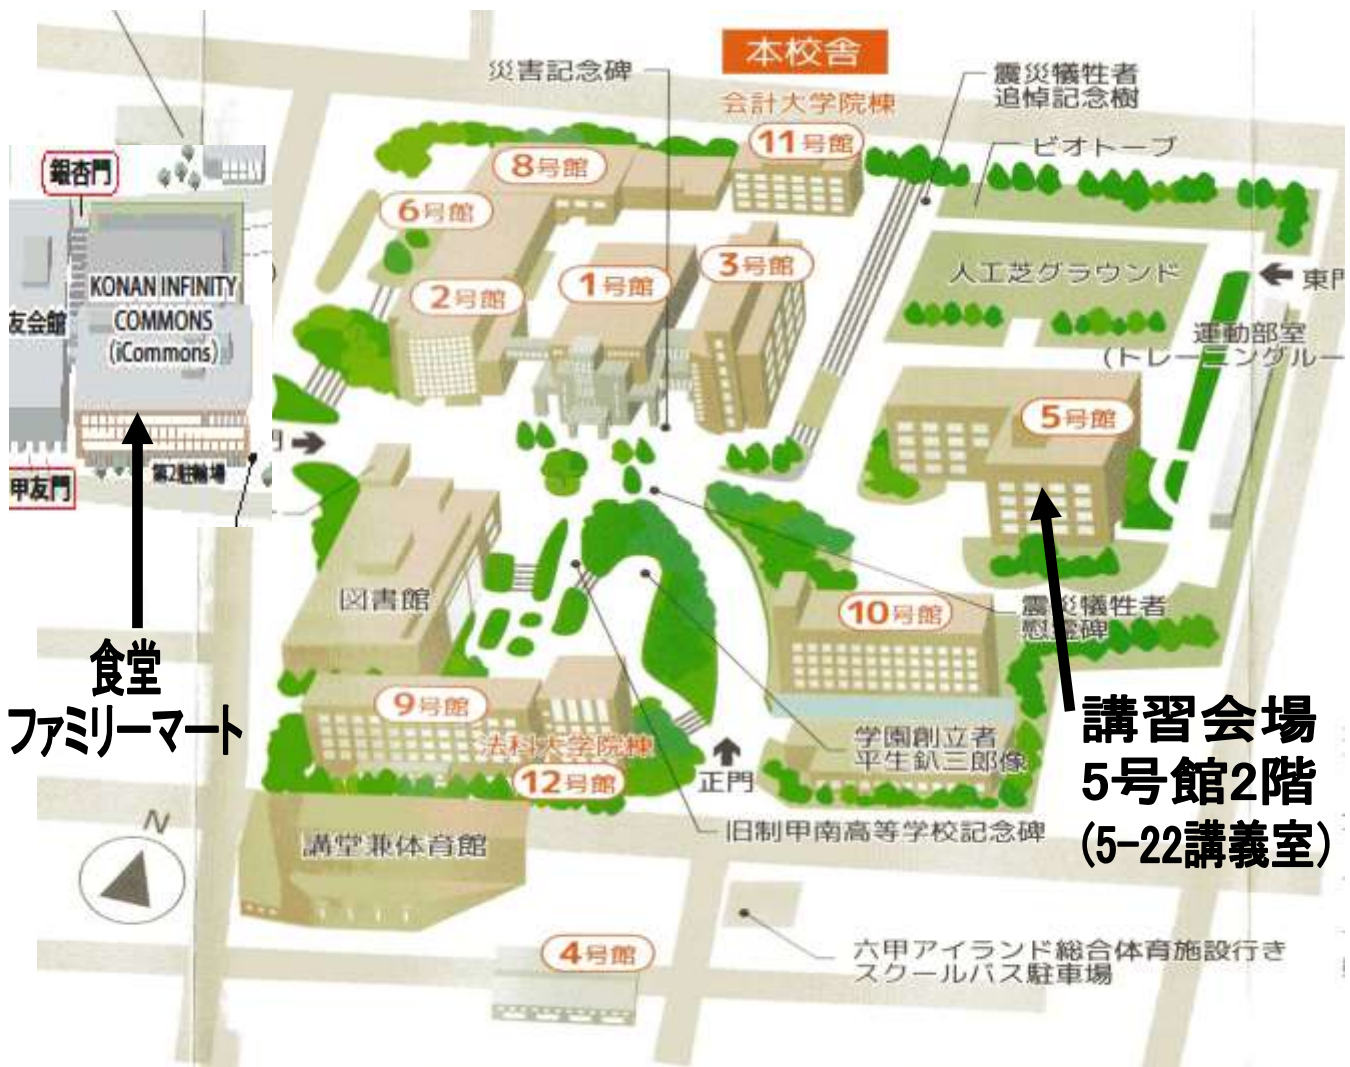 本校舎
災害記念碑
震災犠牲者
追悼記念樹
会計大学院棟
11号館
ビオトープ
銀杏門
8号館
6号館
3号館
人工芝グラウンド
東門
2号館
1号館
KONAN INFINITY
COMMONS
(iCommons)
友会館
運動部室
(トレーニングルー
5号館
門
第2駐輪場
甲友門
図書館
10号館
震災犠牲者
慰霊碑
食堂
ファミリーマート
9号館
法科大学院棟
12号館
学園創立者
平生釟三郎像
正門
講習会場
5号館2階
(5-22講義室)
旧制甲南高等学校記念碑
N
講堂兼体育館
4号館
六甲アイランド総合体育施設行き
スクールバス駐車場